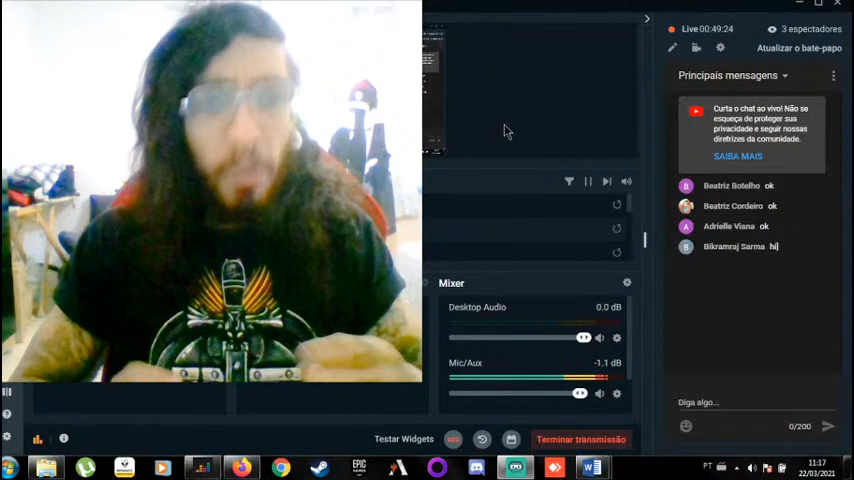 Live 00:49:24
3 espectadores
Atualizar o bate-papo
Principais mensagens
Curta o chat ao vivo! Não se
esqueça de proteger sua
privacidade e seguir nossas
diretrizes da comunidade.
SAIBA MAIS
Beatriz Botelho ok
Beatriz Cordeiro ok
Adrielle Viana ok
Bikramraj Sarma hi
Mixer
Desktop Audio 0.0 dB
Mic/Aux -1.1 dB
Diga algo...
0/200
Testar Widgets
REC
Terminar transmissão
EPIC
GAMES
PT
11:17
22/03/2021